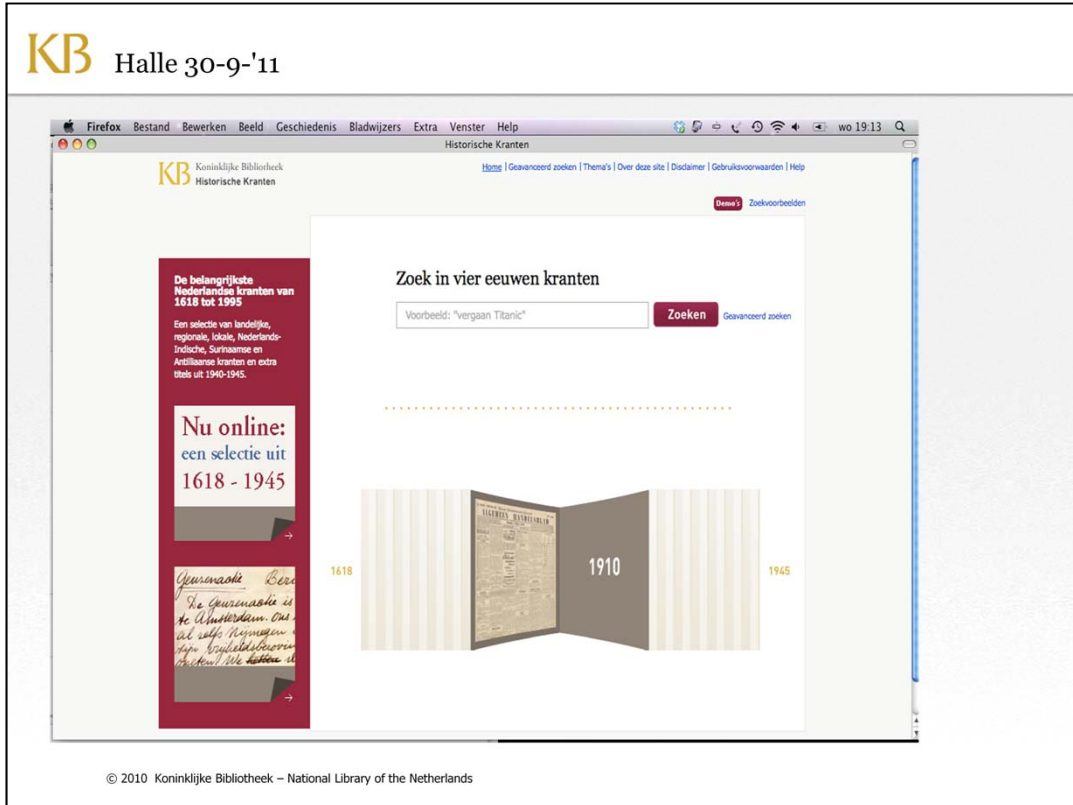 KB Halle 30-9-'11
Firefox Bestand Bewerken Beeld Geschiedenis Bladwijzers Extra Venster Help wo 19:13
Historische Kranten
KB Koninklijke Bibliotheek
Historische Kranten
Home | Geavanceerd zoeken | Thema's | Over deze site | Disclaimer | Gebruiksvoorwaarden | Help
Demo's Zoekvoorbeelden
De belangrijkste
Nederlandse kranten van
1618 tot 1995
Een selectie van landelijke,
regionale, lokale, Nederlands-
Indische, Surinaamse en
Antilliaanse kranten en extra
titels uit 1940-1945.
Zoek in vier eeuwen kranten
Voorbeeld: "vergaan Titanic"
Zoeken Geavanceerd zoeken
Nu online:
een selectie uit
1618 - 1945
Geuzenactie Beri
De Geuzenactie is
te Amsterdam. Ons
al zelfs Nijmegen
1618
ALGEMEEN HANDELSBLAD
1910
1945
© 2010 Koninklijke Bibliotheek – National Library of the Netherlands